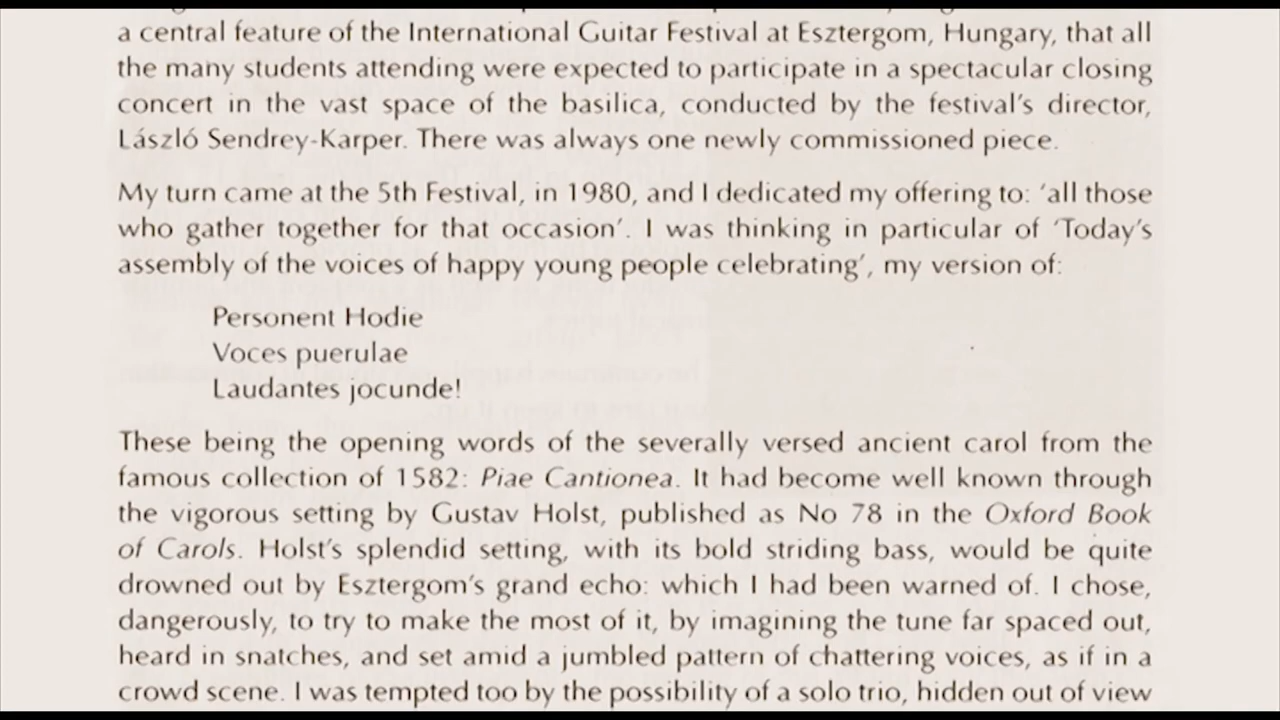 a central feature of the International Guitar Festival at Esztergom, Hungary, that all
the many students attending were expected to participate in a spectacular closing
concert in the vast space of the basilica, conducted by the festival's director,
László Sendrey-Karper. There was always one newly commissioned piece.
My turn came at the 5th Festival, in 1980, and I dedicated my offering to: 'all those
who gather together for that occasion'. I was thinking in particular of 'Today's
assembly of the voices of happy young people celebrating', my version of:
Personent Hodie
Voces puerulae
Laudantes jocunde!
These being the opening words of the severally versed ancient carol from the
famous collection of 1582: Piae Cantionea. It had become well known through
the vigorous setting by Gustav Holst, published as No 78 in the Oxford Book
of Carols. Holst's splendid setting, with its bold striding bass, would be quite
drowned out by Esztergom's grand echo: which I had been warned of. I chose,
dangerously, to try to make the most of it, by imagining the tune far spaced out,
heard in snatches, and set amid a jumbled pattern of chattering voices, as if in a
crowd scene. I was tempted too by the possibility of a solo trio, hidden out of view